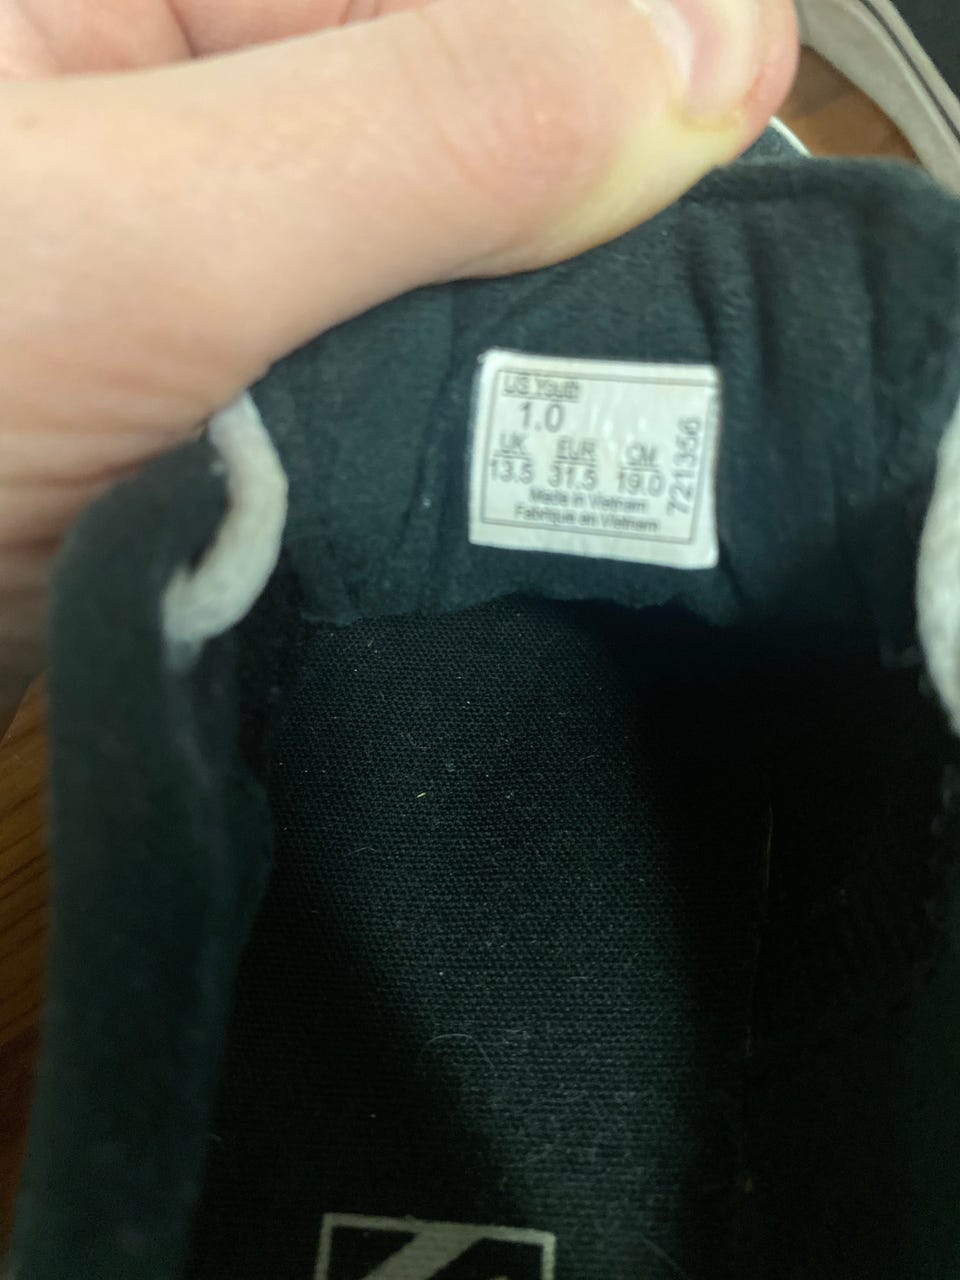 US Youth
1.0
UK EUR CM
13.5 31.5 19.0
Made in Vietnam
Fabriqué en Vietnam
721356